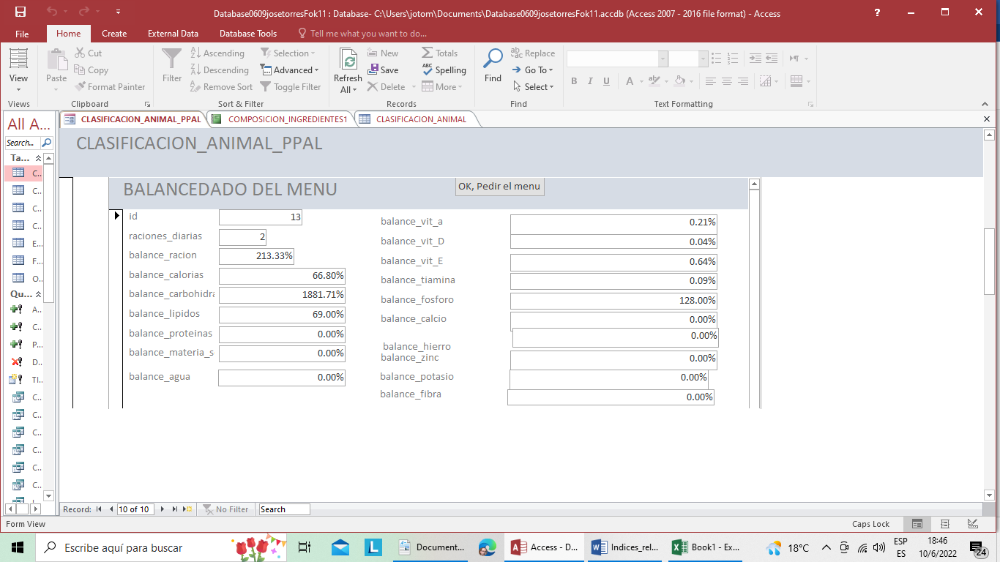 Database0609josetorresFok11 : Database- C:\Users\jotom\Documents\Database0609josetorresFok11.accdb (Access 2007 - 2016 file format) - Access
File Home Create External Data Database Tools Tell me what you want to do...
View
Views
Paste
Cut
Copy
Format Painter
Clipboard
Filter
Ascending
Descending
Remove Sort
Selection
Advanced
Toggle Filter
Sort & Filter
Refresh
All
New
Save
Delete
Totals
Spelling
More
Records
Find
Replace
Go To
Select
Find
B I U A
Text Formatting
All A...
Search...
Ta...
C..
C..
C..
C..
E..
F...
O..
Qu...
A..
C..
P...
D..
TI..
C..
C..
C..
C..
C..
C..
CLASIFICACION_ANIMAL_PPAL COMPOSICION_INGREDIENTES1 CLASIFICACION_ANIMAL
CLASIFICACION_ANIMAL_PPAL
BALANCEDADO DEL MENU OK, Pedir el menu
id 13
raciones_diarias 2
balance_racion 213.33%
balance_calorias 66.80%
balance_carbohidra 1881.71%
balance_lipidos 69.00%
balance_proteinas 0.00%
balance_materia_s 0.00%
balance_agua 0.00%
balance_vit_a 0.21%
balance_vit_D 0.04%
balance_vit_E 0.64%
balance_tiamina 0.09%
balance_fosforo 128.00%
balance_calcio 0.00%
balance_hierro 0.00%
balance_zinc 0.00%
balance_potasio 0.00%
balance_fibra 0.00%
Record: 10 of 10 No Filter Search
Form View Caps Lock
Escribe aquí para buscar Document... Access - D... Indices_rel... Book1 - Ex... 18°C ESP 18:46
ES 10/6/2022 24